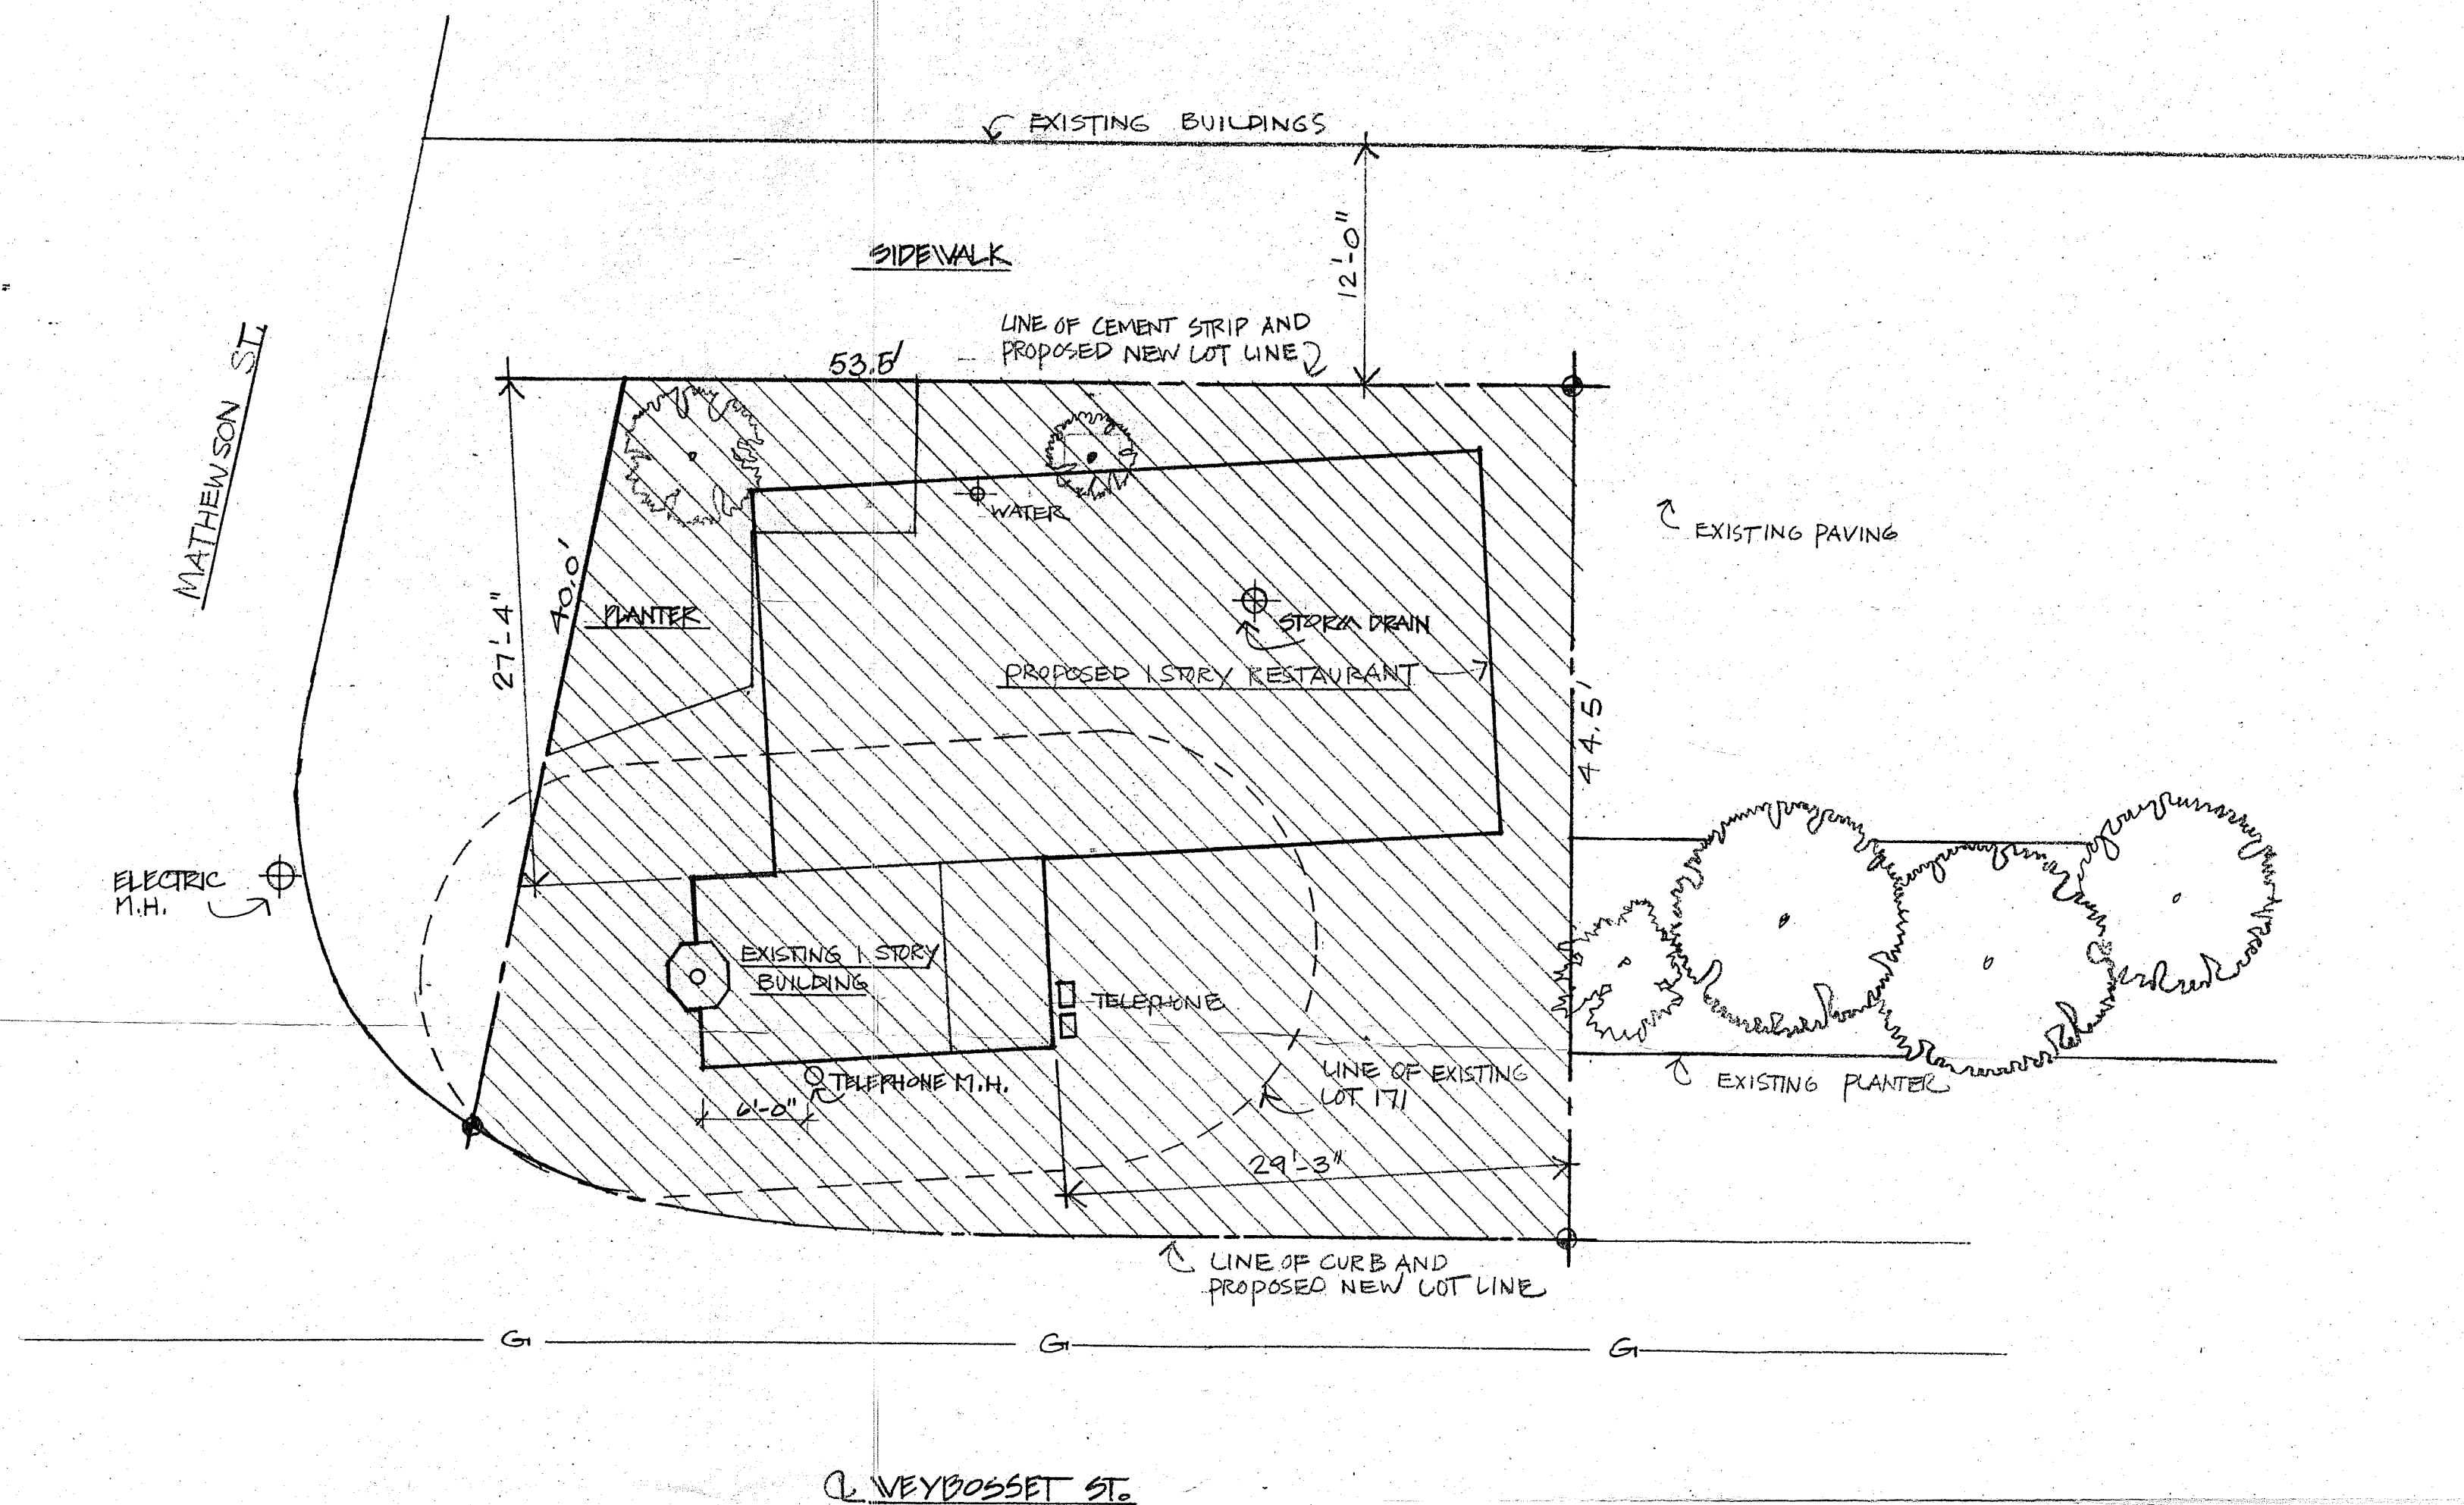 EXISTING BUILDINGS
SIDEWALK
12'-0"
LINE OF CEMENT STRIP AND
PROPOSED NEW LOT LINE
53.5'
MATHEWSON ST.
WATER
EXISTING PAVING
27'-4"
40.0'
PLANTER
STORM DRAIN
PROPOSED 1 STORY RESTAURANT
44.5'
ELECTRIC
M.H.
EXISTING 1 STORY
BUILDING
TELEPHONE
TELEPHONE M.H.
6'-0"
LINE OF EXISTING
LOT 171
EXISTING PLANTER
29'-3"
LINE OF CURB AND
PROPOSED NEW LOT LINE
G G G
℄ WEYBOSSET ST.